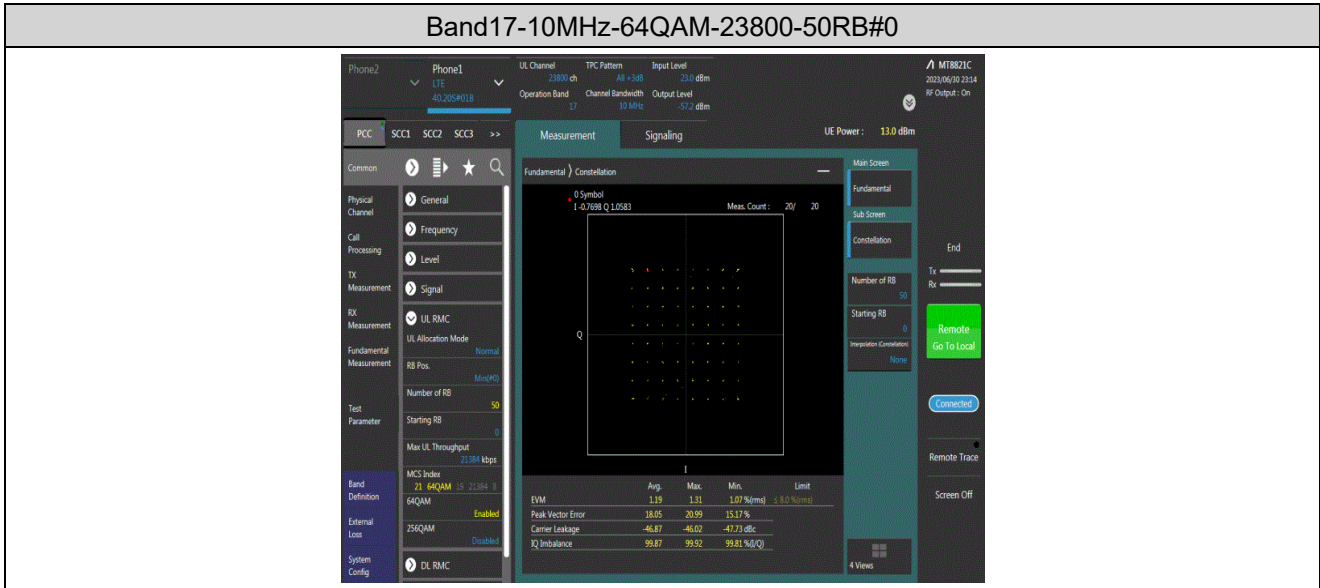 Band17-10MHz-64QAM-23800-50RB#0
Phone2
Phone1
LTE
40.20S#018
UL Channel
23800 ch
TPC Pattern
All +3dB
Input Level
23.0 dBm
Operation Band
17
Channel Bandwidth
10 MHz
Output Level
-57.2 dBm
MT8821C
2023/06/30 23:14
RF Output : On
PCC SCC1 SCC2 SCC3 >>
Measurement
Signaling
UE Power : 13.0 dBm
Common
Physical
Channel
Call
Processing
TX
Measurement
RX
Measurement
Fundamental
Measurement
Test
Parameter
Band
Definition
External
Loss
System
Config
General
Frequency
Level
Signal
UL RMC
UL Allocation Mode
Normal
RB Pos.
Min(#0)
Number of RB
50
Starting RB
0
Max UL Throughput
21384 kbps
MCS Index
21 64QAM 18 21384 8
64QAM
Enabled
256QAM
Disabled
DL RMC
Fundamental ⟩ Constellation
0 Symbol
I -0.7698 Q 1.0583
Meas. Count : 20/ 20
Q
I
Avg. Max. Min. Limit
EVM 1.19 1.31 1.07 %(rms) ≤ 8.0 %(rms)
Peak Vector Error 18.05 20.99 15.17 %
Carrier Leakage -46.87 -46.02 -47.73 dBc
IQ Imbalance 99.87 99.92 99.81 %(I/Q)
Main Screen
Fundamental
Sub Screen
Constellation
Number of RB
50
Starting RB
0
Interpolation (Constellation)
None
4 Views
End
Tx
Rx
Remote
Go To Local
Connected
Remote Trace
Screen Off